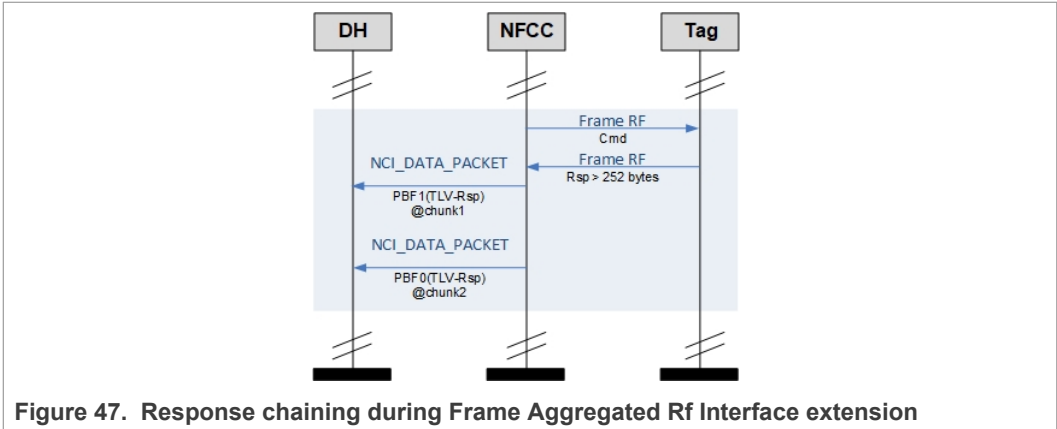 DH NFCC Tag
Frame RF
Cmd
Frame RF
Rsp > 252 bytes
NCI_DATA_PACKET
PBF1(TLV-Rsp)
@chunk1
NCI_DATA_PACKET
PBF0(TLV-Rsp)
@chunk2
Figure 47. Response chaining during Frame Aggregated Rf Interface extension